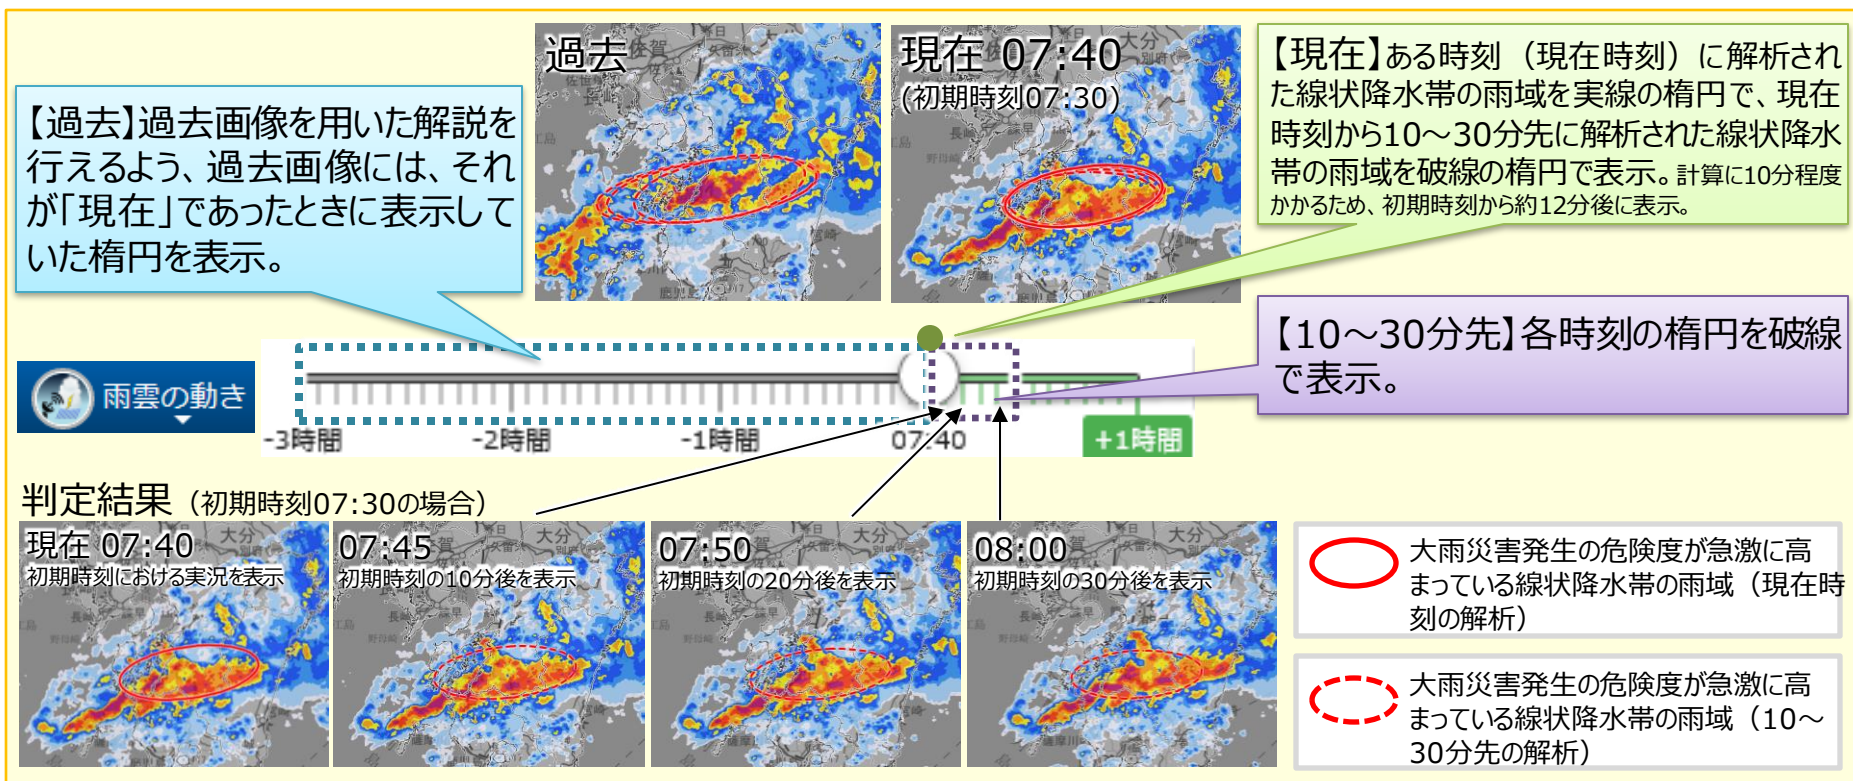 過去
現在 07:40
(初期時刻07:30)
【過去】過去画像を用いた解説を
行えるよう、過去画像には、それ
が「現在」であったときに表示して
いた楕円を表示。
【現在】ある時刻（現在時刻）に解析され
た線状降水帯の雨域を実線の楕円で、現在
時刻から10～30分先に解析された線状降水
帯の雨域を破線の楕円で表示。計算に10分程度
かかるため、初期時刻から約12分後に表示。
【10～30分先】各時刻の楕円を破線
で表示。
雨雲の動き
-3時間
-2時間
-1時間
07:40
+1時間
判定結果（初期時刻07:30の場合）
現在 07:40
初期時刻における実況を表示
07:45
初期時刻の10分後を表示
07:50
初期時刻の20分後を表示
08:00
初期時刻の30分後を表示
大分
大分
大分
大分
大雨災害発生の危険度が急激に高
まっている線状降水帯の雨域（現在時
刻の解析）
大雨災害発生の危険度が急激に高
まっている線状降水帯の雨域（10～
30分先の解析）